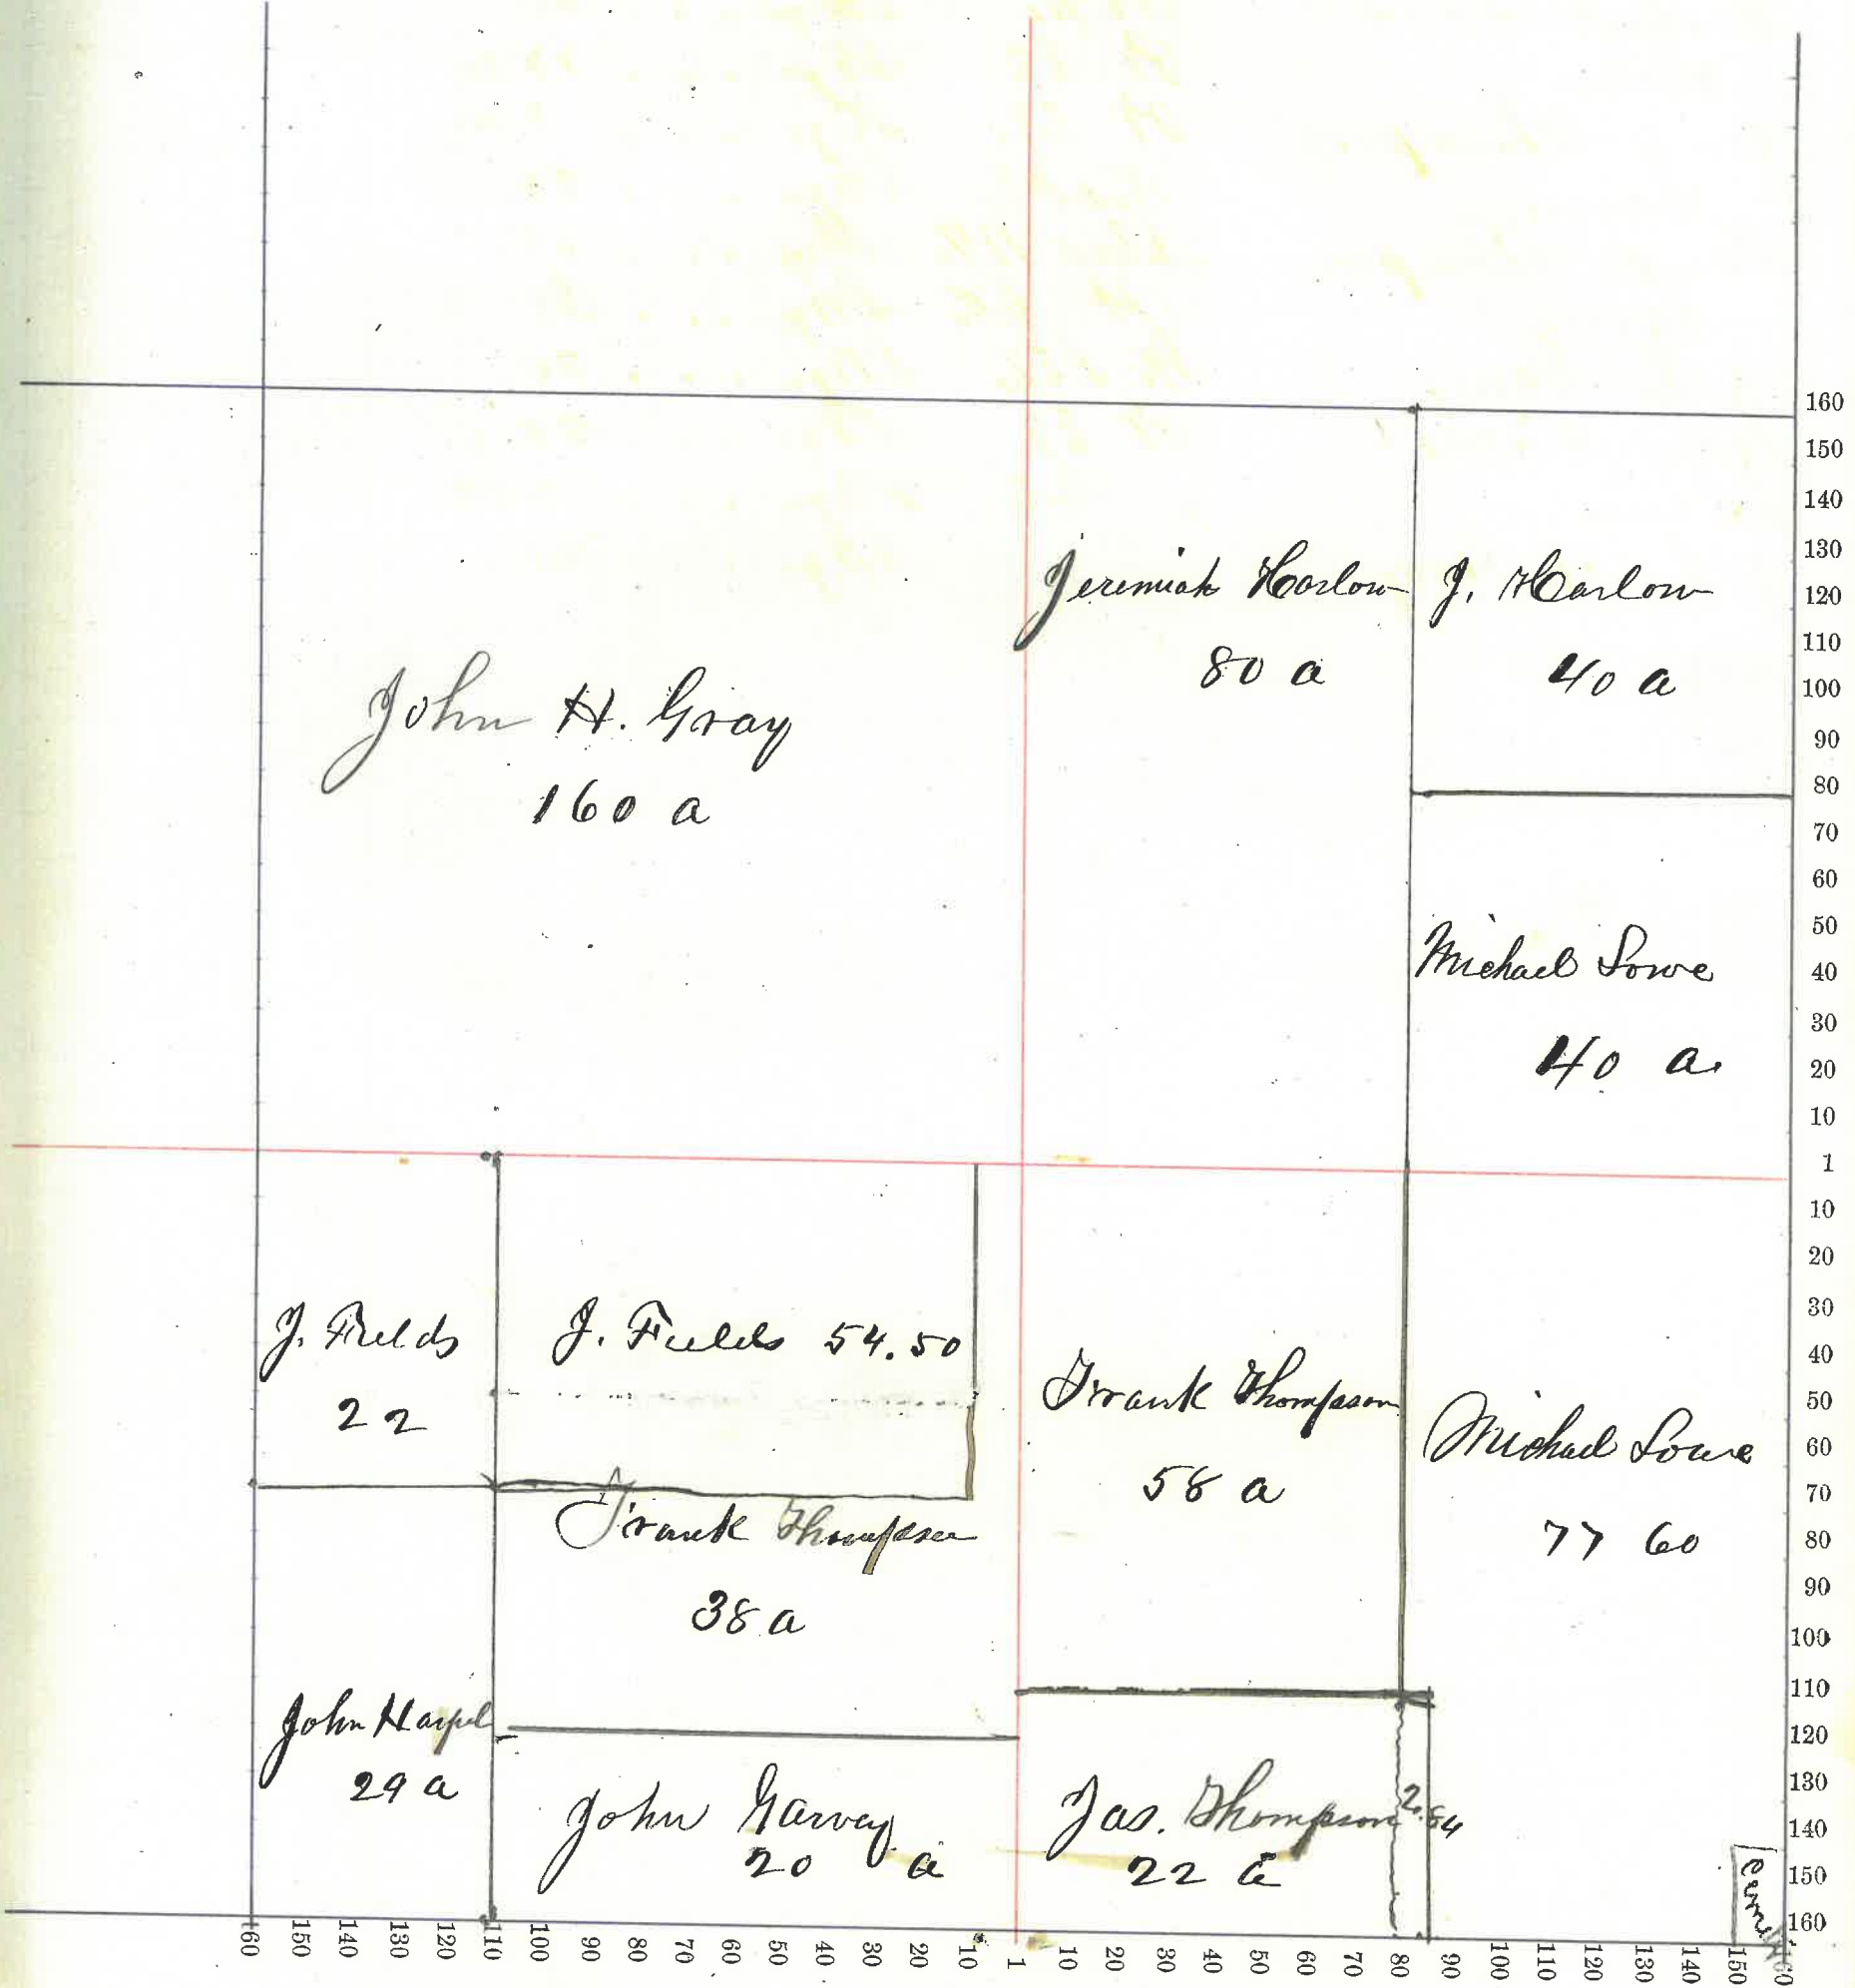 John H. Gray
160 a
Jeremiah Harlow
80 a
J. Harlow
40 a
Michael Lowe
40 a.
J. Fields
22
J. Fields 54.50
Frank Thompson
38 a
Frank Thompson
58 a
Michael Lowe
77 60
John Harpel
29 a
John Garvey
20 a
Jas. Thompson
22 a
2.84
160
150
140
130
120
110
100
90
80
70
60
50
40
30
20
10
1
10
20
30
40
50
60
70
80
90
100
110
120
130
140
150
160
160 150 140 130 120 110 100 90 80 70 60 50 40 30 20 10 1 10 20 30 40 50 60 70 80 90 100 110 120 130 140 150 160